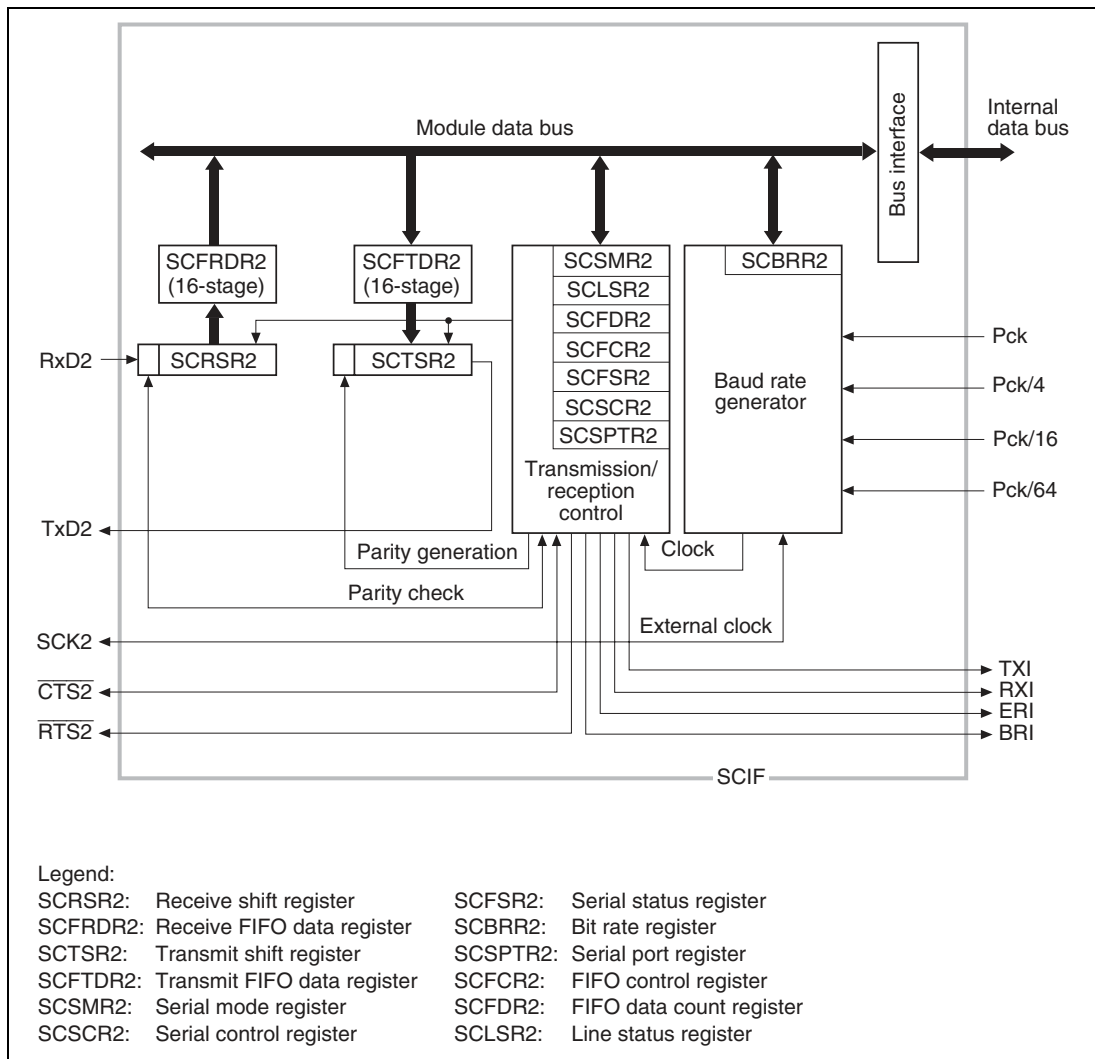 Module data bus
Bus interface
Internal
data bus
SCFRDR2
(16-stage)
SCFTDR2
(16-stage)
SCSMR2
SCLSR2
SCFDR2
SCFCR2
SCFSR2
SCSCR2
SCSPTR2
Transmission/
reception
control
SCBRR2
Baud rate
generator
RxD2
SCRSR2
SCTSR2
Pck
Pck/4
Pck/16
Pck/64
TxD2
Parity generation
Parity check
Clock
External clock
SCK2
CTS2
RTS2
TXI
RXI
ERI
BRI
SCIF
Legend:
SCRSR2: Receive shift register
SCFRDR2: Receive FIFO data register
SCTSR2: Transmit shift register
SCFTDR2: Transmit FIFO data register
SCSMR2: Serial mode register
SCSCR2: Serial control register
SCFSR2: Serial status register
SCBRR2: Bit rate register
SCSPTR2: Serial port register
SCFCR2: FIFO control register
SCFDR2: FIFO data count register
SCLSR2: Line status register